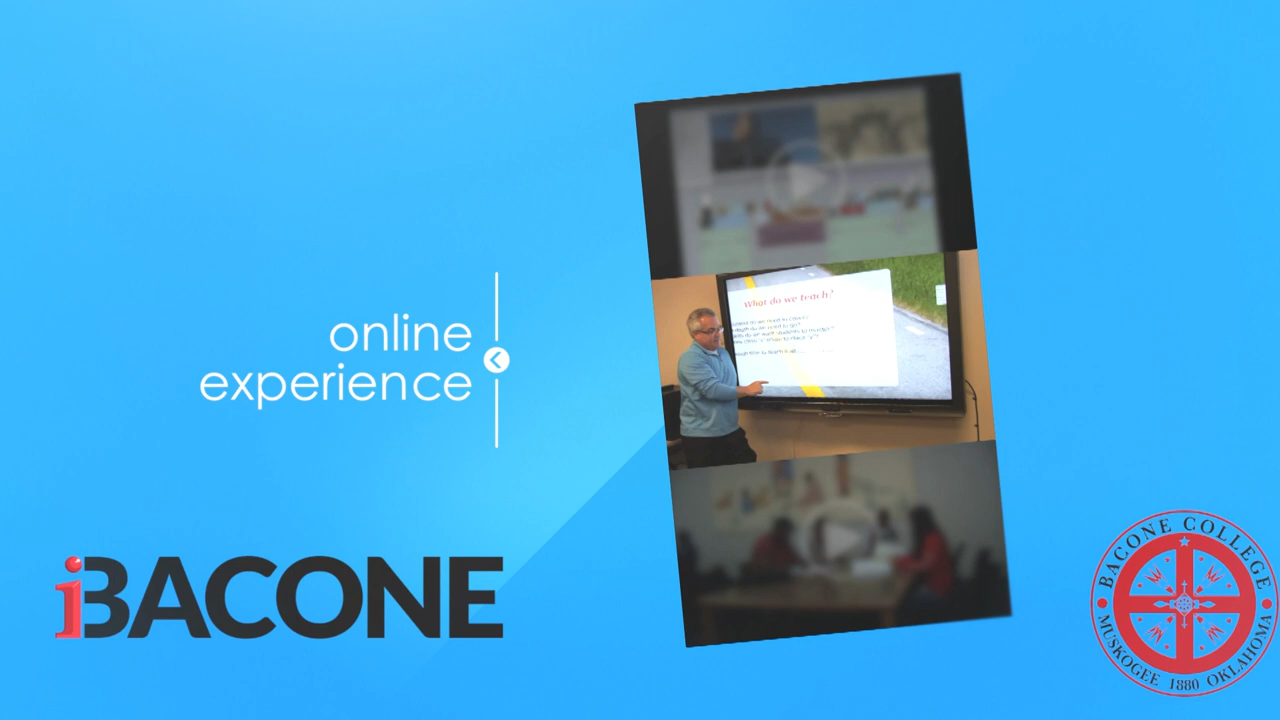 online
experience
iBACONE
What do we teach?
BACONE COLLEGE
MUSKOGEE 1880 OKLAHOMA